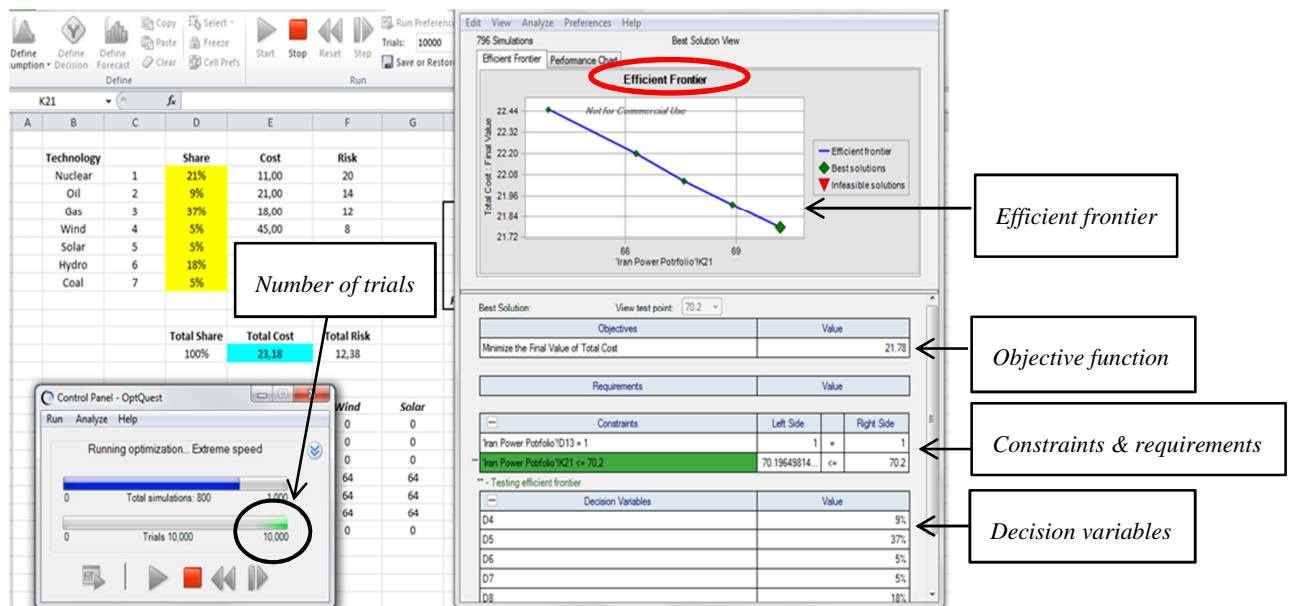 Define
umption
Define
Decision
Define
Forecast
Copy
Paste
Clear
Select
Freeze
Cell Prefs
Define
Start
Stop
Reset
Step
Run Preferenc
Trials: 10000
Save or Restor
Run
K21
fx
A B C D E F G
Technology Share Cost Risk
Nuclear 1 21% 11,00 20
Oil 2 9% 21,00 14
Gas 3 37% 18,00 12
Wind 4 5% 45,00 8
Solar 5 5%
Hydro 6 18%
Coal 7 5%
Total Share Total Cost Total Risk
100% 23,18 12,38
Wind Solar
0 0
0 0
0 0
64 64
64 64
64 64
0 0
Number of trials
Control Panel - OptQuest
Run Analyze Help
Running optimization... Extreme speed
0 Total simulations: 800 1,000
0 Trials 10,000 10,000
Edit View Analyze Preferences Help
796 Simulations Best Solution View
Efficient Frontier Performance Chart
Efficient Frontier
Not for Commercial Use
Total Cost : Final Value
22.44
22.32
22.20
22.08
21.96
21.84
21.72
66 69
'Iran Power Potrfolio'!K21
Efficient frontier
Best solutions
Infeasible solutions
Best Solution: View test point: 70.2
Objectives Value
Minimize the Final Value of Total Cost 21.78
Requirements Value
Constraints Left Side Right Side
'Iran Power Potrfolio'!D13 = 1 1 = 1
** 'Iran Power Potrfolio'!K21 <= 70.2 70.19649814... <= 70.2
** - Testing efficient frontier
Decision Variables Value
D4 9%
D5 37%
D6 5%
D7 5%
D8 18%
Efficient frontier
Objective function
Constraints & requirements
Decision variables